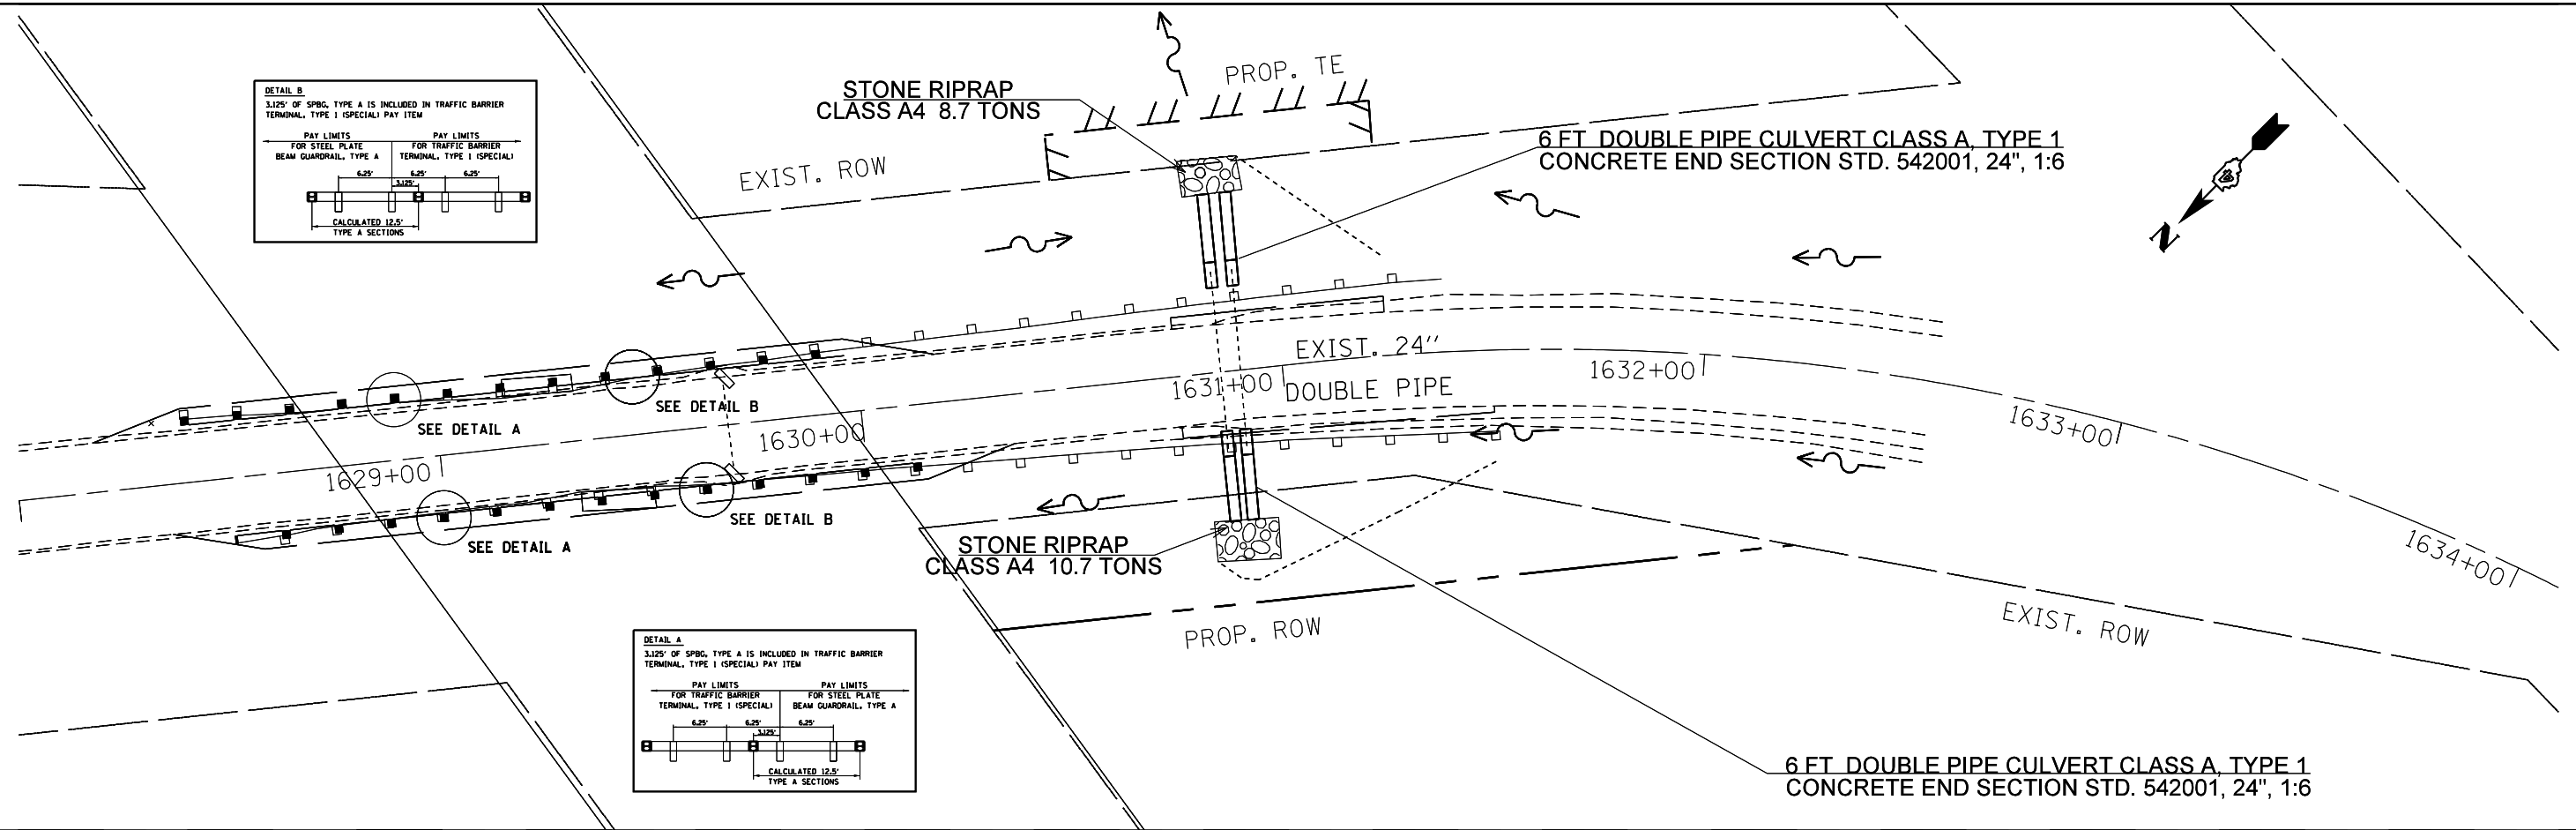 DETAIL B
3.125' OF SPBG, TYPE A IS INCLUDED IN TRAFFIC BARRIER
TERMINAL, TYPE 1 (SPECIAL) PAY ITEM
PAY LIMITS
FOR STEEL PLATE
BEAM GUARDRAIL, TYPE A
PAY LIMITS
FOR TRAFFIC BARRIER
TERMINAL, TYPE 1 (SPECIAL)
6.25' 6.25' 6.25'
3.125'
CALCULATED 12.5'
TYPE A SECTIONS
STONE RIPRAP
CLASS A4 8.7 TONS
PROP. TE
EXIST. ROW
6 FT DOUBLE PIPE CULVERT CLASS A, TYPE 1
CONCRETE END SECTION STD. 542001, 24", 1:6
N
SEE DETAIL A
SEE DETAIL B
EXIST. 24"
DOUBLE PIPE
1629+00
1630+00
1631+00
1632+00
1633+00
1634+00
SEE DETAIL A
SEE DETAIL B
STONE RIPRAP
CLASS A4 10.7 TONS
PROP. ROW
EXIST. ROW
DETAIL A
3.125' OF SPBG, TYPE A IS INCLUDED IN TRAFFIC BARRIER
TERMINAL, TYPE 1 (SPECIAL) PAY ITEM
PAY LIMITS
FOR TRAFFIC BARRIER
TERMINAL, TYPE 1 (SPECIAL)
PAY LIMITS
FOR STEEL PLATE
BEAM GUARDRAIL, TYPE A
6.25' 6.25' 6.25'
3.125'
CALCULATED 12.5'
TYPE A SECTIONS
6 FT DOUBLE PIPE CULVERT CLASS A, TYPE 1
CONCRETE END SECTION STD. 542001, 24", 1:6